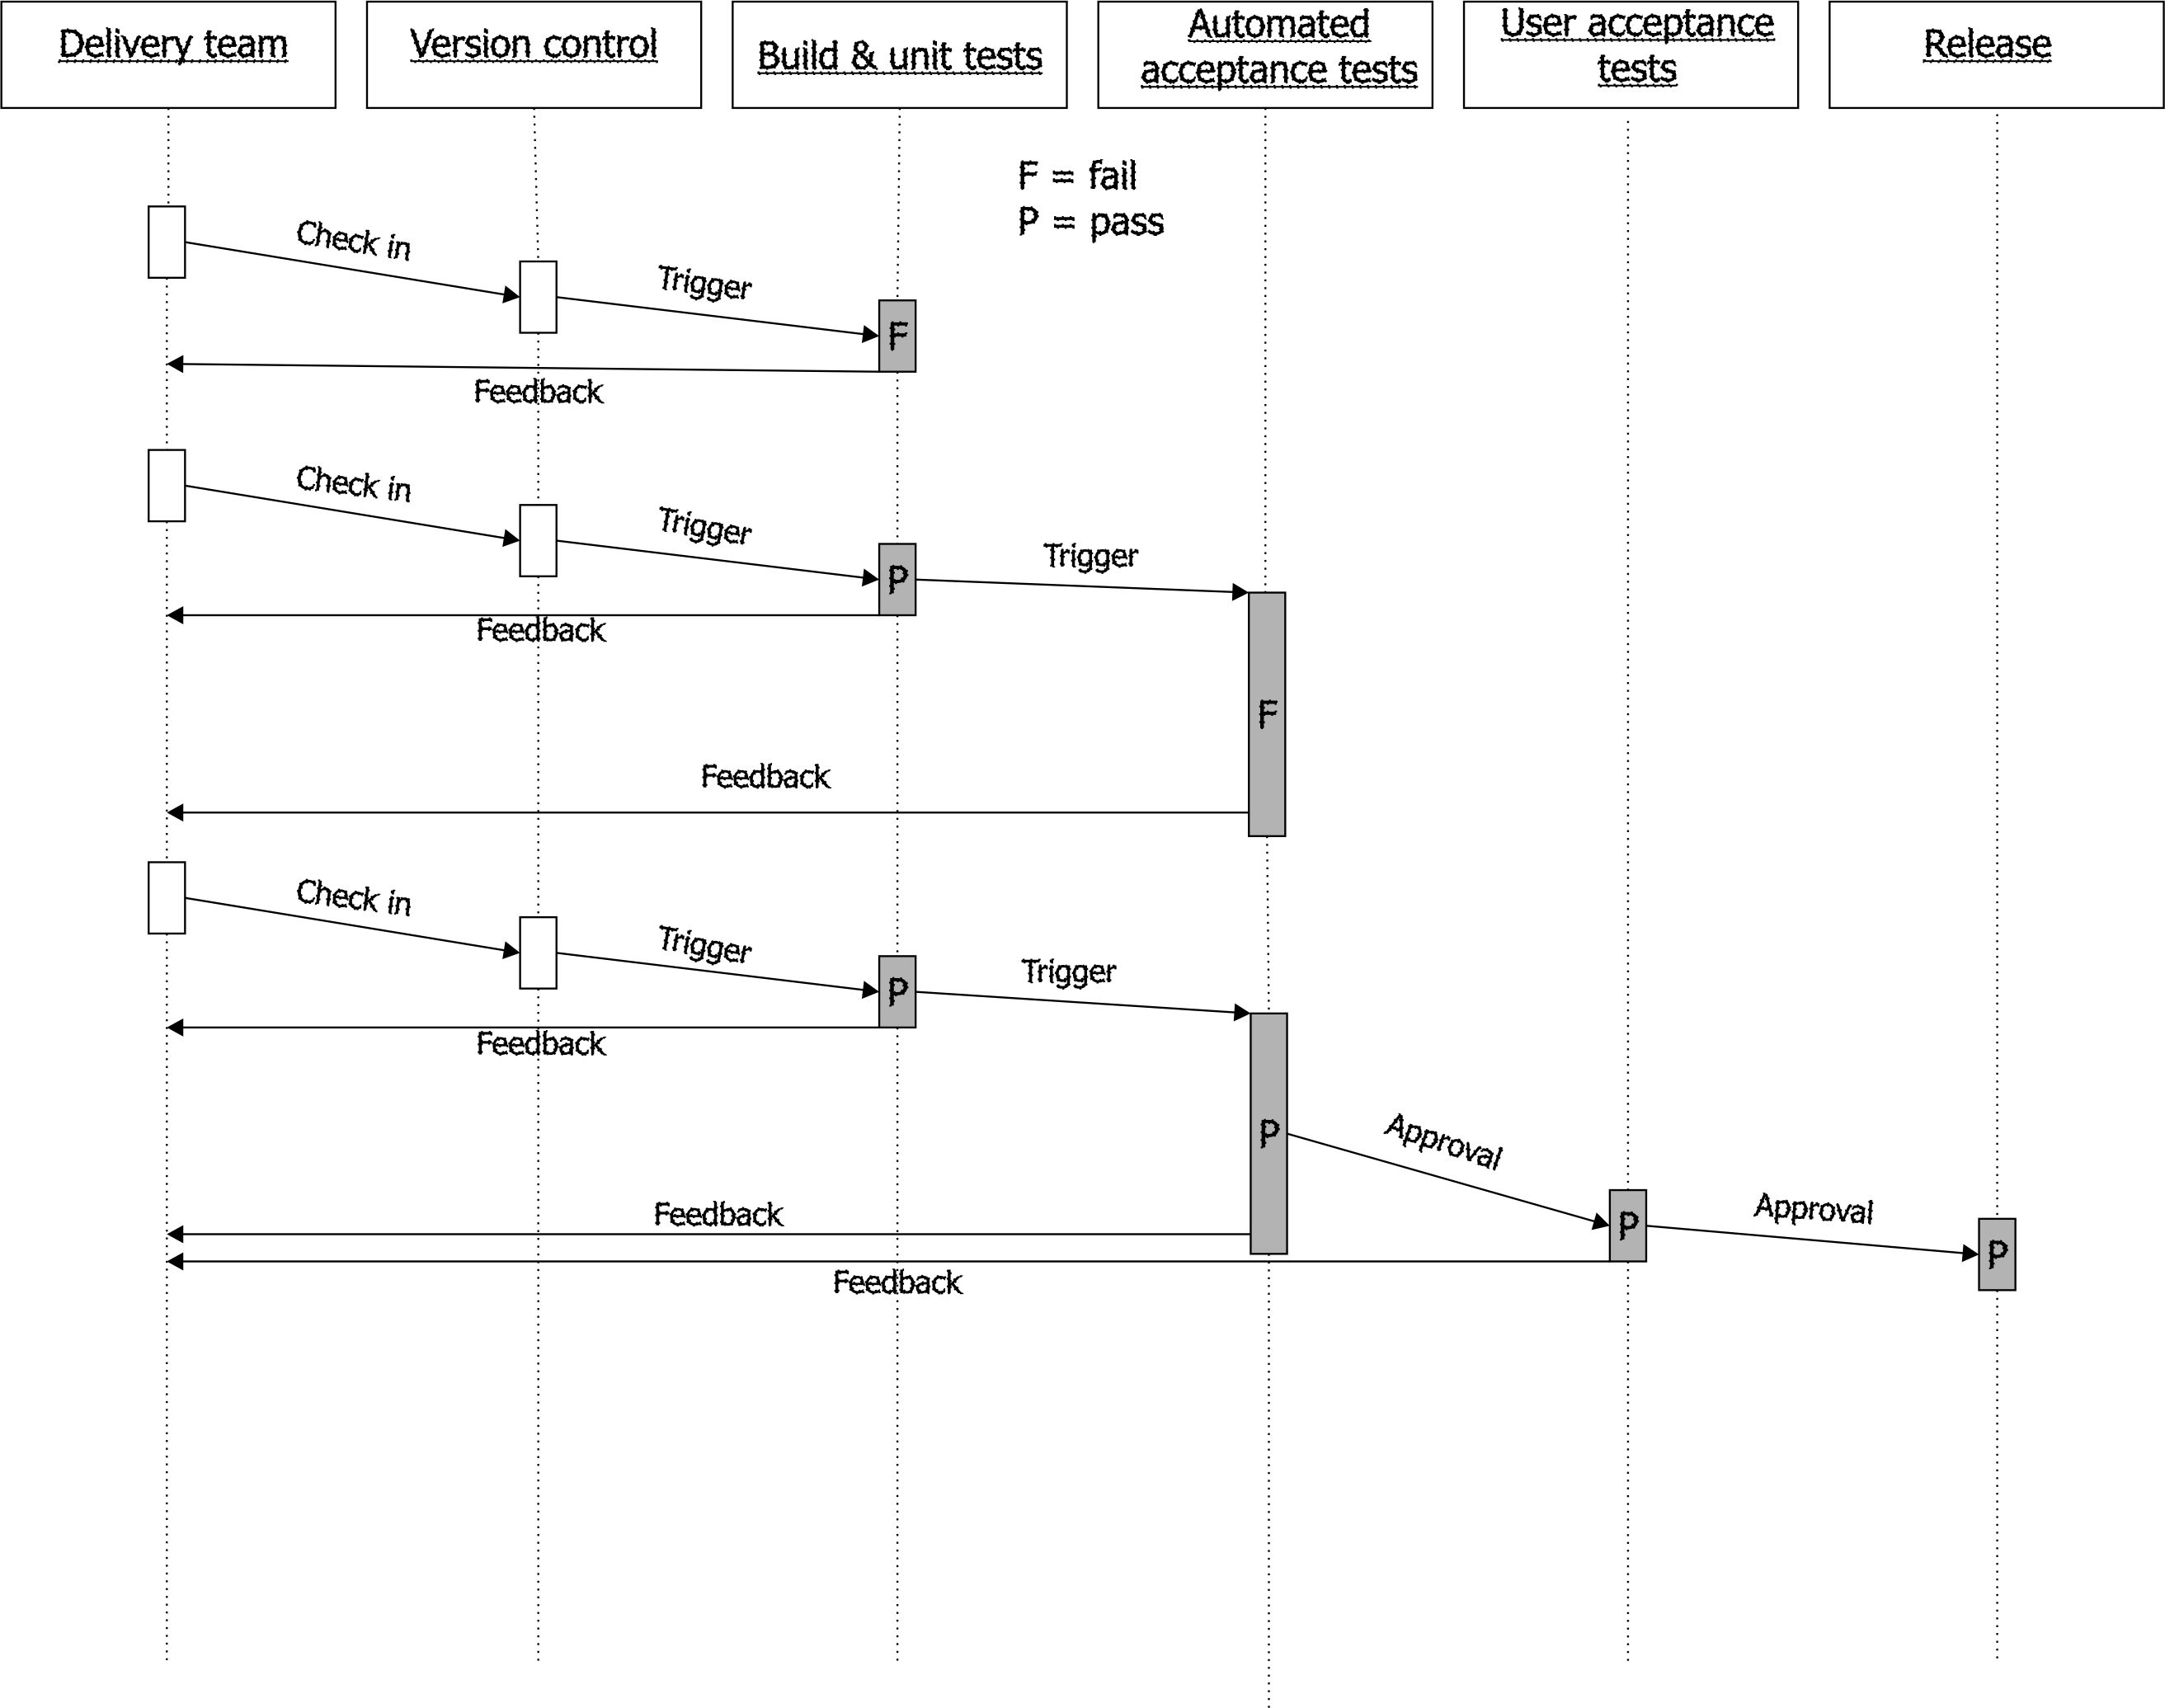 Delivery team
Version control
Build & unit tests
Automated
acceptance tests
User acceptance
tests
Release
F = fail
P = pass
Check in
Trigger
F
Feedback
Check in
Trigger
P
Trigger
Feedback
F
Feedback
Check in
Trigger
P
Trigger
Feedback
P
Approval
Feedback
P
Approval
P
Feedback